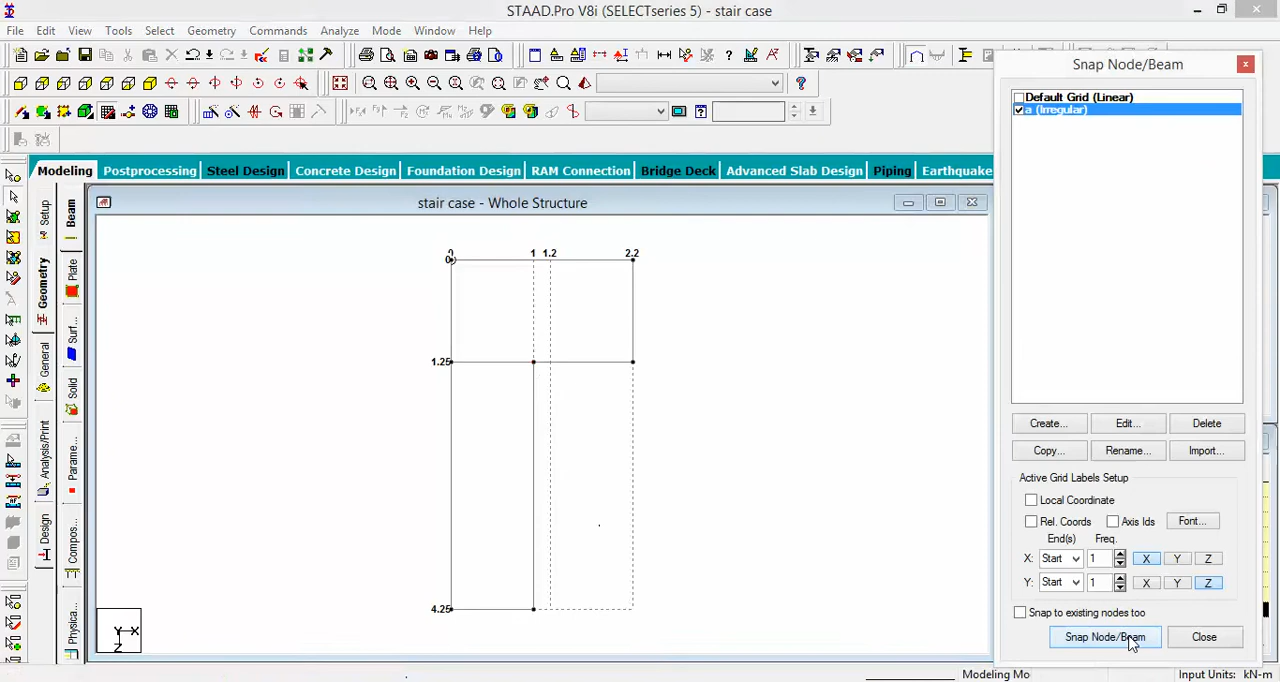 STAAD.Pro V8i (SELECTseries 5) - stair case
File Edit View Tools Select Geometry Commands Analyze Mode Window Help
Snap Node/Beam
Default Grid (Linear)
a (Irregular)
Modeling Postprocessing Steel Design Concrete Design Foundation Design RAM Connection Bridge Deck Advanced Slab Design Piping Earthquake
stair case - Whole Structure
Setup
Geometry
General
Analysis/Print
Design
Beam
Plate
Surf...
Solid
Parame...
Compos...
Physica...
0 1 1.2 2.2
0
1.25
4.25
Y X
Z
Create... Edit... Delete
Copy... Rename... Import...
Active Grid Labels Setup
Local Coordinate
Rel. Coords Axis Ids Font...
End(s) Freq.
X: Start 1 X Y Z
Y: Start 1 X Y Z
Snap to existing nodes too
Snap Node/Beam Close
Modeling Mo Input Units: kN-m